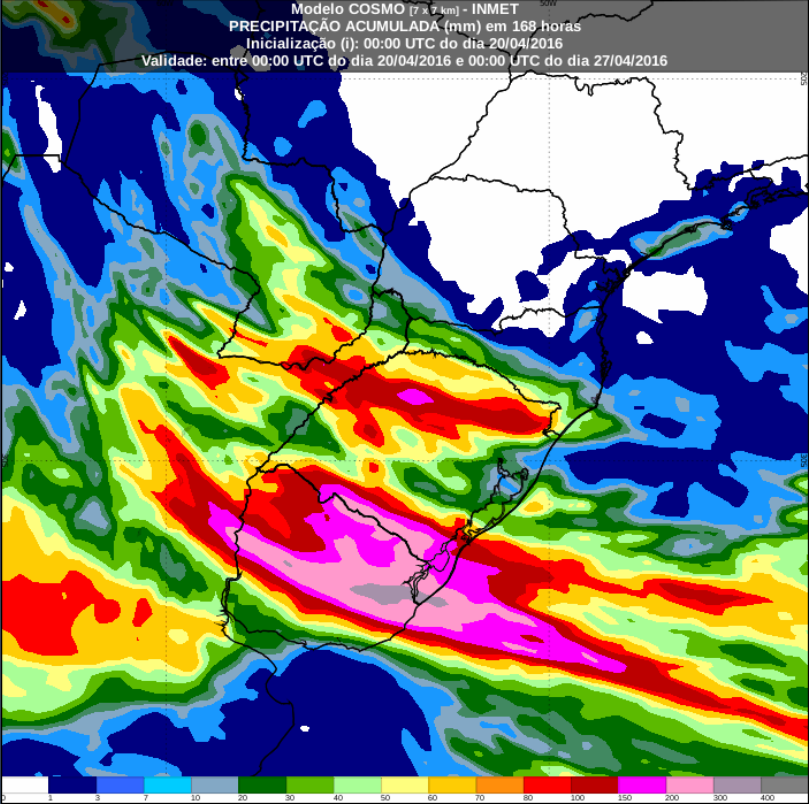 Modelo COSMO [7 x 7 km] - INMET
PRECIPITAÇÃO ACUMULADA (mm) em 168 horas
Inicialização (i): 00:00 UTC do dia 20/04/2016
Validade: entre 00:00 UTC do dia 20/04/2016 e 00:00 UTC do dia 27/04/2016
50W
20S
30S
0 1 3 7 10 20 30 40 50 60 70 80 100 150 200 300 400